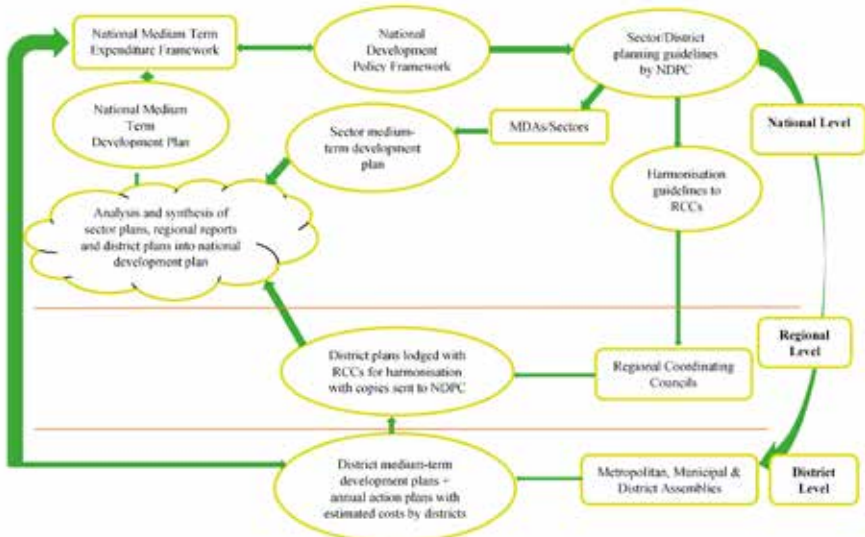 National Medium Term
Expenditure Framework
National
Development
Policy Framework
Sector/District
planning guidelines
by NDPC
National Medium
Term
Development Plan
Sector medium-
term development
plan
MDAs/Sectors
National Level
Harmonisation
guidelines to
RCCs
Analysis and synthesis of
sector plans, regional reports
and district plans into national
development plan
District plans lodged with
RCCs for harmonisation
with copies sent to NDPC
Regional Coordinating
Councils
Regional
Level
District medium-term
development plans +
annual action plans with
estimated costs by districts
Metropolitan, Municipal &
District Assemblies
District
Level